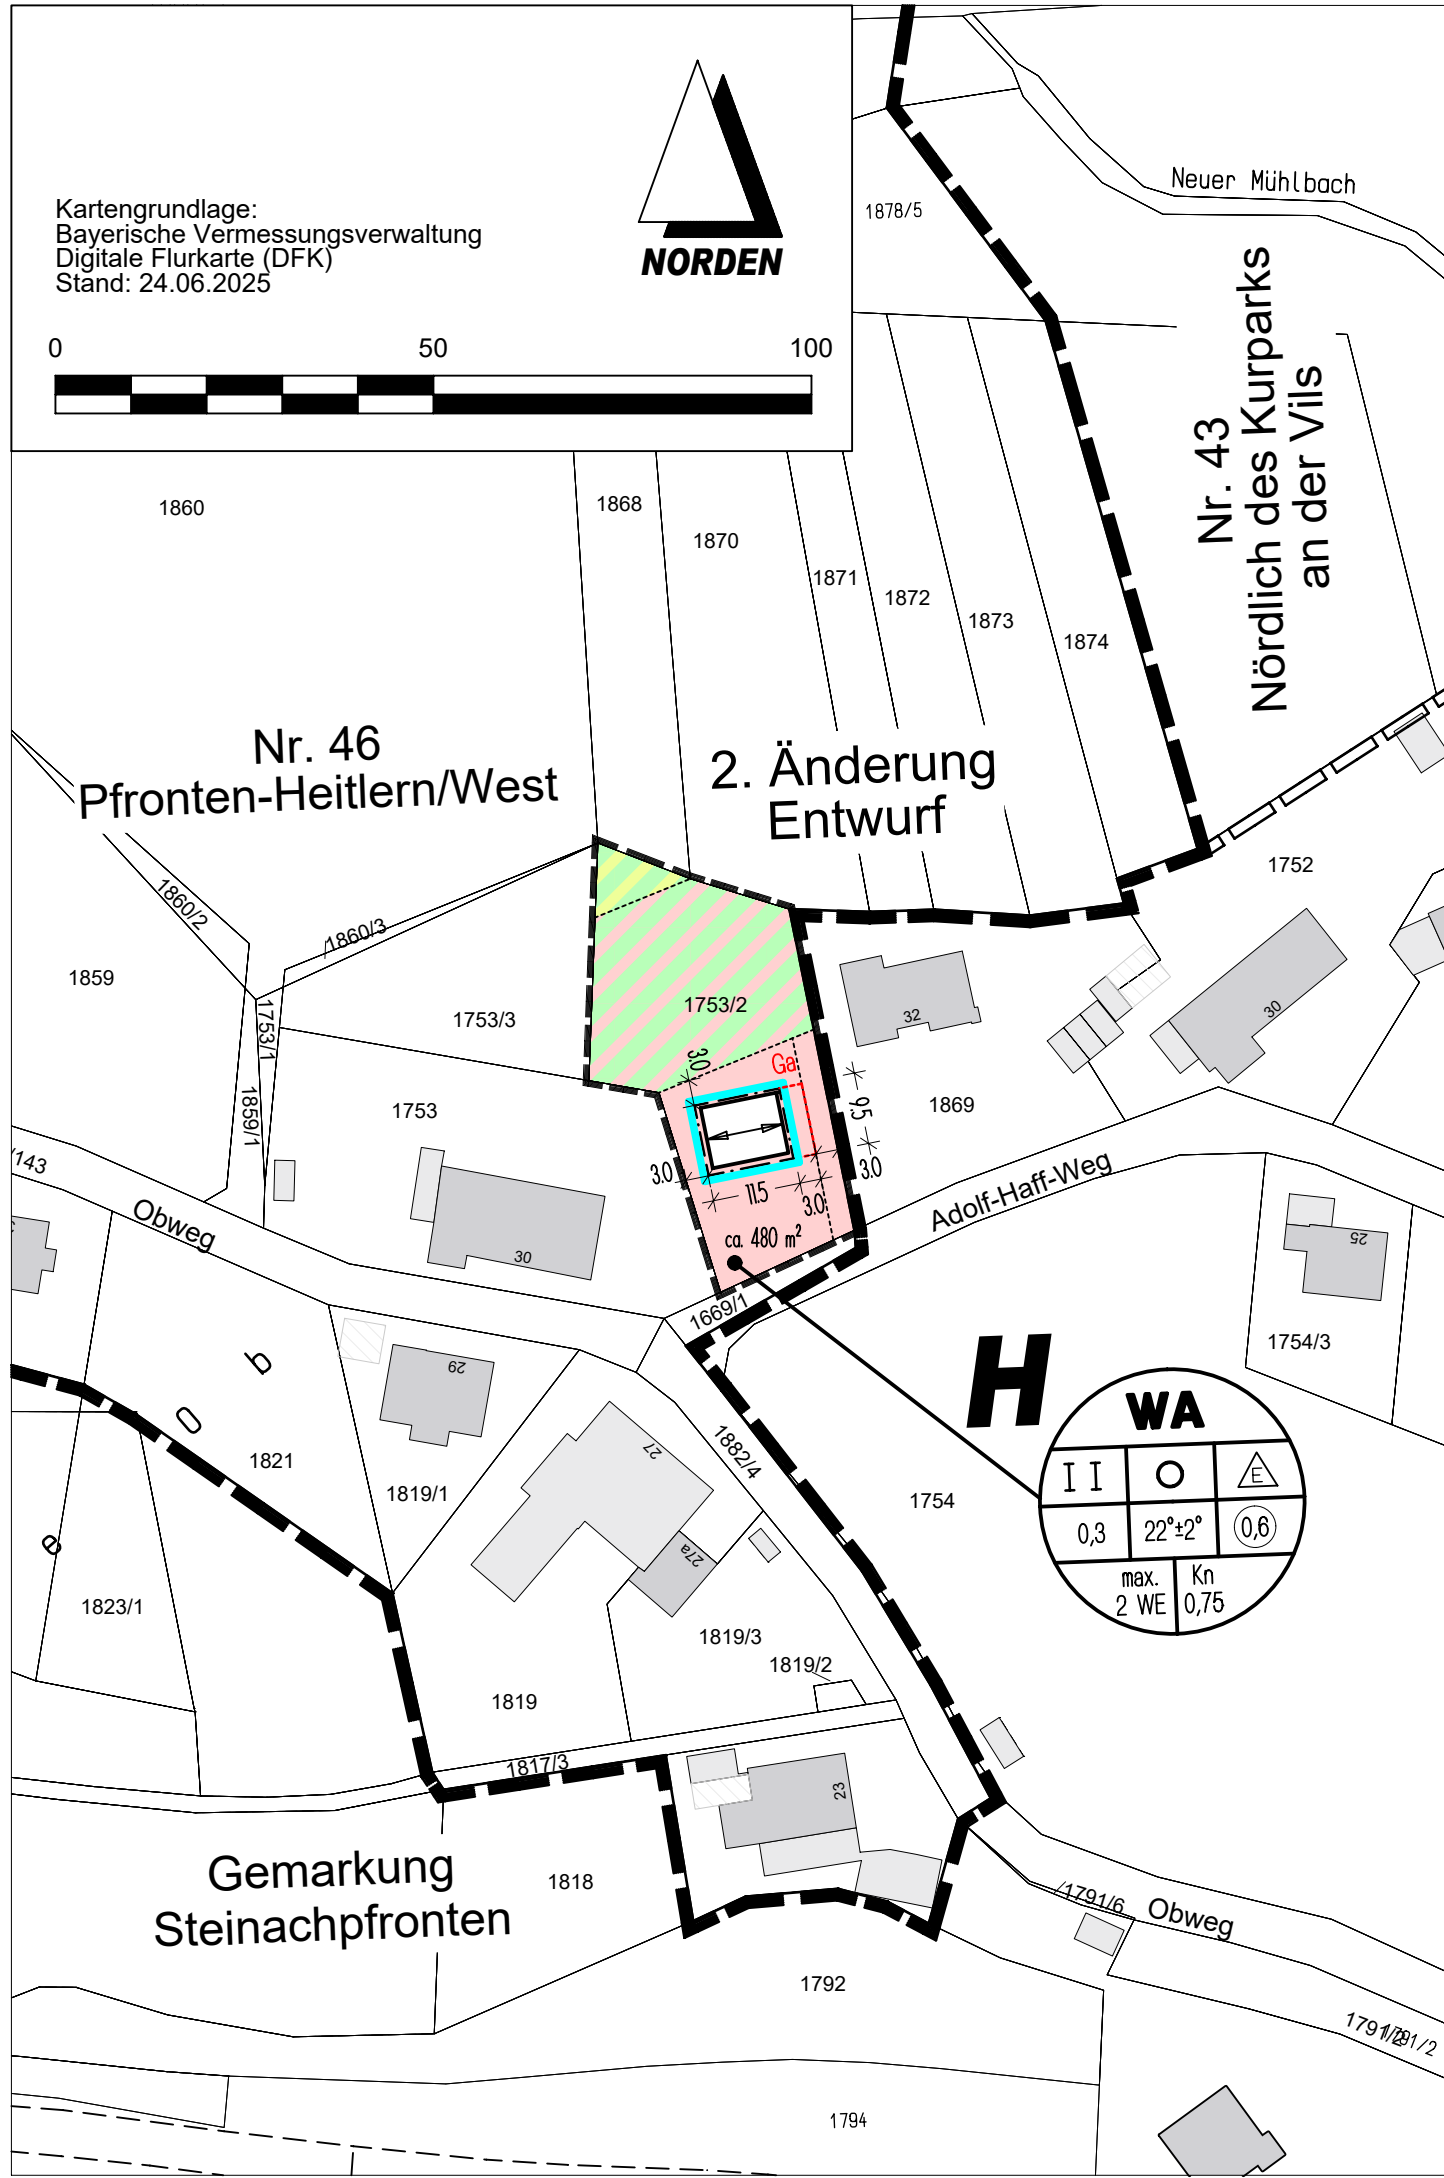 Kartengrundlage:
Bayerische Vermessungsverwaltung
Digitale Flurkarte (DFK)
Stand: 24.06.2025
NORDEN
0
50
100
Neuer Mühlbach
1878/5
Nr. 43
Nördlich des Kurparks
an der Vils
1860
1868
1870
1871
1872
1873
1874
Nr. 46
Pfronten-Heitlern/West
2. Änderung
Entwurf
1752
1860/2
1860/3
1859
1753/1
1753/3
1753/2
32
30
3.0
Ga
1859/1
1753
9.5
1869
/143
Obweg
30
3.0
11.5
3.0
3.0
ca. 480 m²
Adolf-Haff-Weg
25
1669/1
1754/3
H
WA
II
O
E
0,3
22°±2°
0,6
max.
2 WE
Kn
0,75
b
o
e
29
27
27a
1821
1819/1
1882/4
1754
1823/1
1819/3
1819/2
1819
1817/3
23
Gemarkung
Steinachpfronten
1818
1791/6
Obweg
1792
1791/2
1791/2
1794